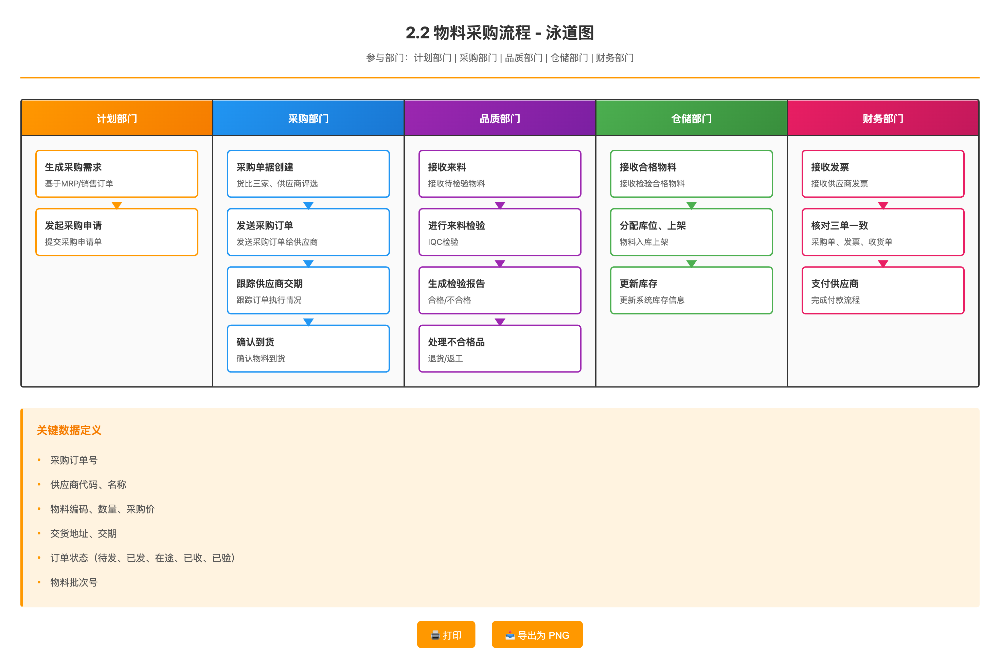 2.2 物料采购流程 - 泳道图
参与部门：计划部门 | 采购部门 | 品质部门 | 仓储部门 | 财务部门
计划部门
生成采购需求
基于MRP/销售订单
发起采购申请
提交采购申请单
采购部门
采购单据创建
货比三家、供应商评选
发送采购订单
发送采购订单给供应商
跟踪供应商交期
跟踪订单执行情况
确认到货
确认物料到货
品质部门
接收来料
接收待检验物料
进行来料检验
IQC检验
生成检验报告
合格/不合格
处理不合格品
退货/返工
仓储部门
接收合格物料
接收检验合格物料
分配库位、上架
物料入库上架
更新库存
更新系统库存信息
财务部门
接收发票
接收供应商发票
核对三单一致
采购单、发票、收货单
支付供应商
完成付款流程
关键数据定义
• 采购订单号
• 供应商代码、名称
• 物料编码、数量、采购价
• 交货地址、交期
• 订单状态（待发、已发、在途、已收、已验）
• 物料批次号
打印
导出为 PNG